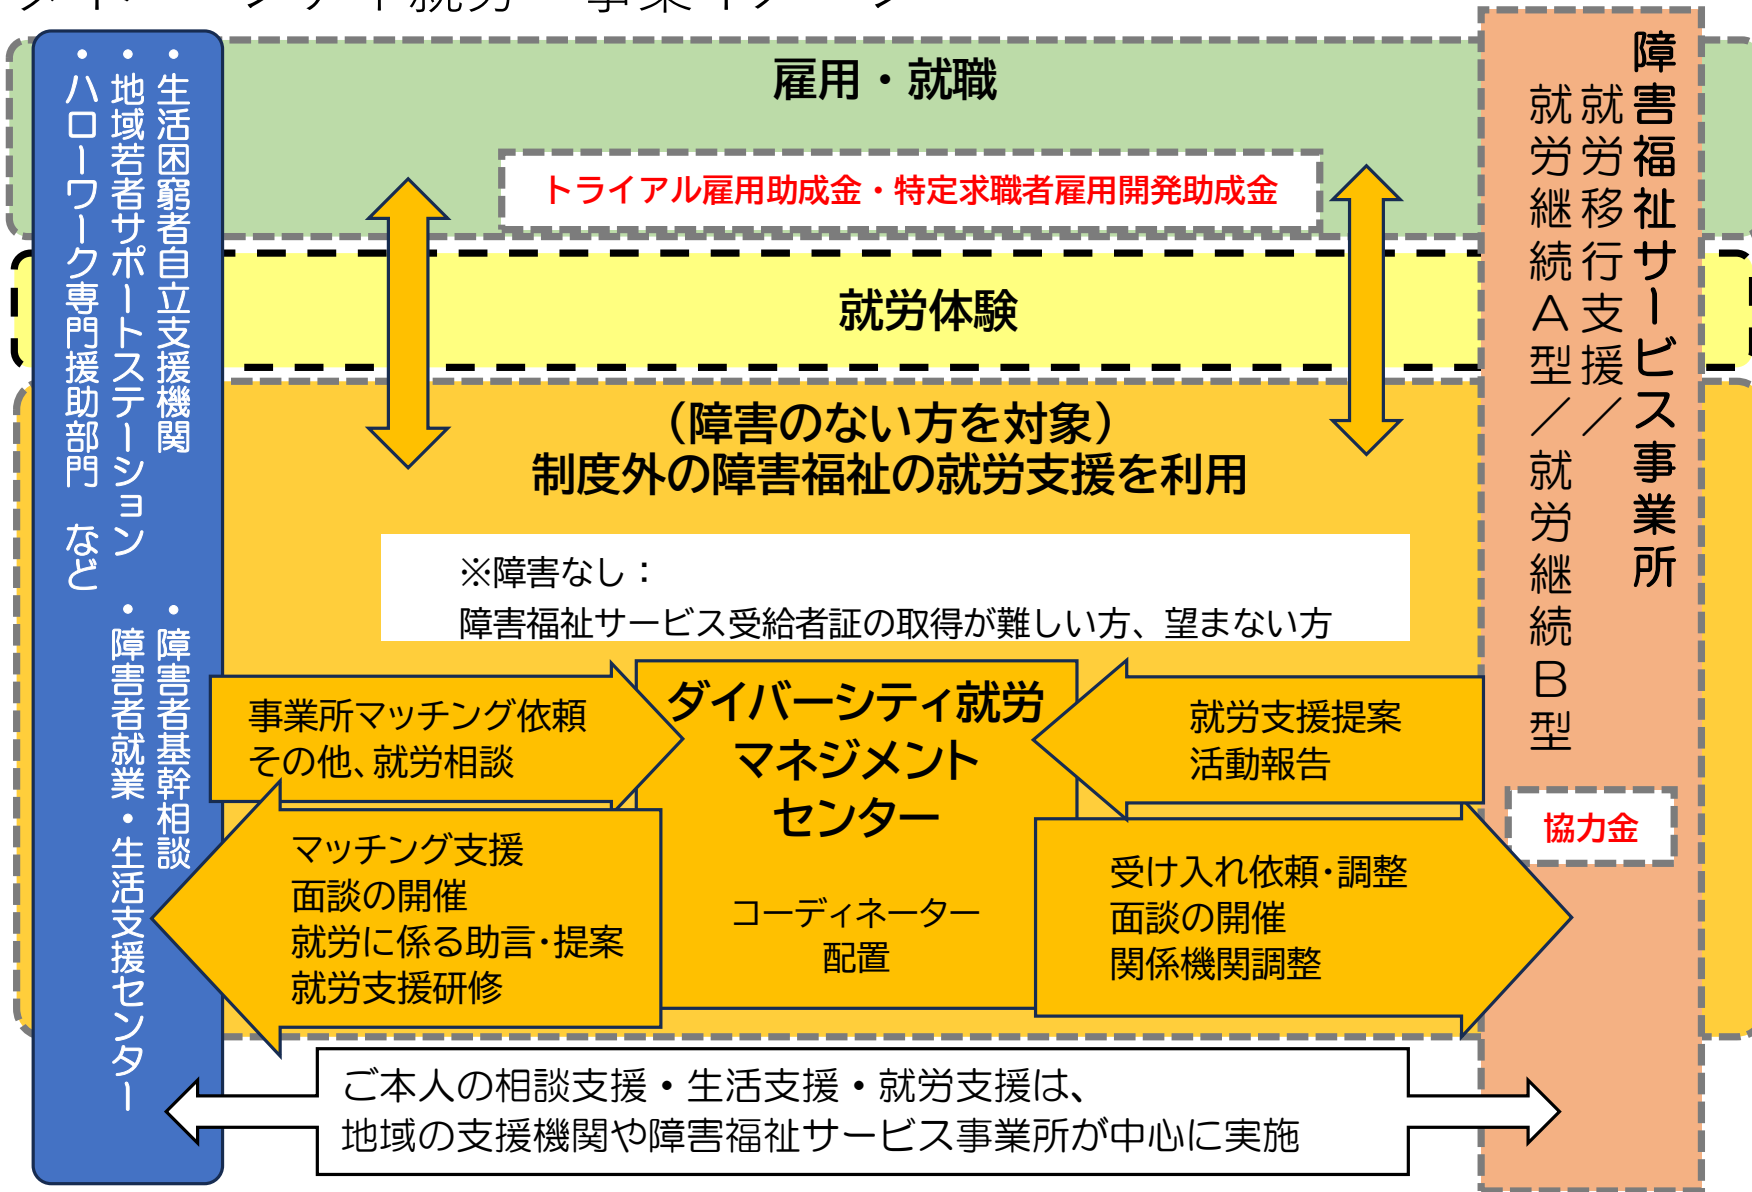 雇用・就職
トライアル雇用助成金・特定求職者雇用開発助成金
就労体験
（障害のない方を対象）
制度外の障害福祉の就労支援を利用
※障害なし：
障害福祉サービス受給者証の取得が難しい方、望まない方
・生活困窮者自立支援機関
・地域若者サポートステーション
・ハローワーク専門援助部門 など
・障害者基幹相談
・障害者就業・生活支援センター
事業所マッチング依頼
その他、就労相談
マッチング支援
面談の開催
就労に係る助言・提案
就労支援研修
ダイバーシティ就労
マネジメント
センター
コーディネーター
配置
就労支援提案
活動報告
受け入れ依頼・調整
面談の開催
関係機関調整
障害福祉サービス事業所
就労移行支援／
就労継続Ａ型／就労継続Ｂ型
協力金
ご本人の相談支援・生活支援・就労支援は、
地域の支援機関や障害福祉サービス事業所が中心に実施